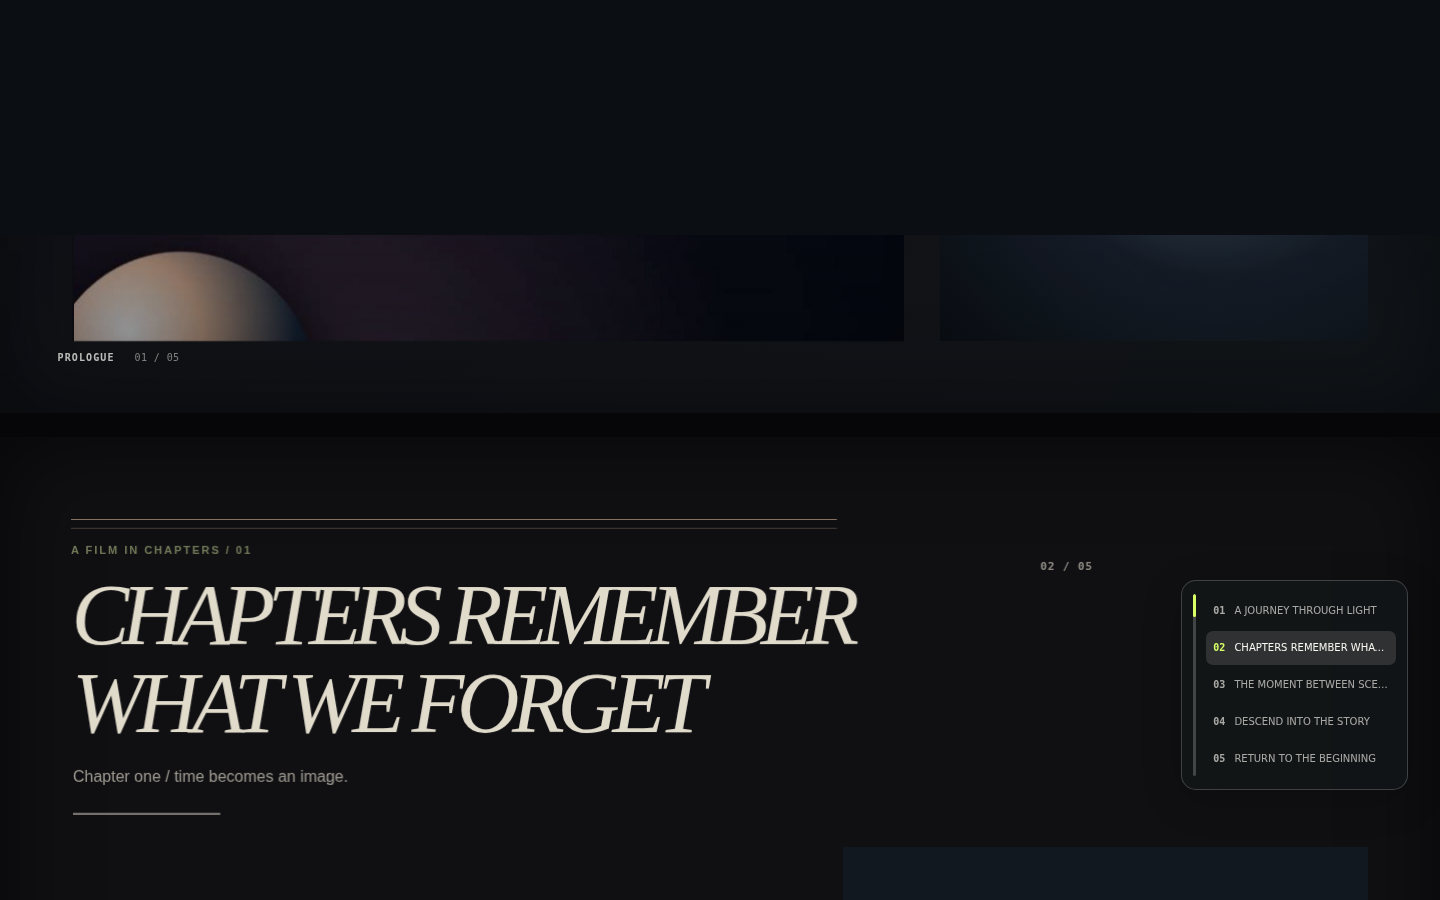 PROLOGUE 01 / 05
A FILM IN CHAPTERS / 01
02 / 05
CHAPTERS REMEMBER
WHAT WE FORGET
Chapter one / time becomes an image.
01 A JOURNEY THROUGH LIGHT
02 CHAPTERS REMEMBER WHA...
03 THE MOMENT BETWEEN SCE...
04 DESCEND INTO THE STORY
05 RETURN TO THE BEGINNING